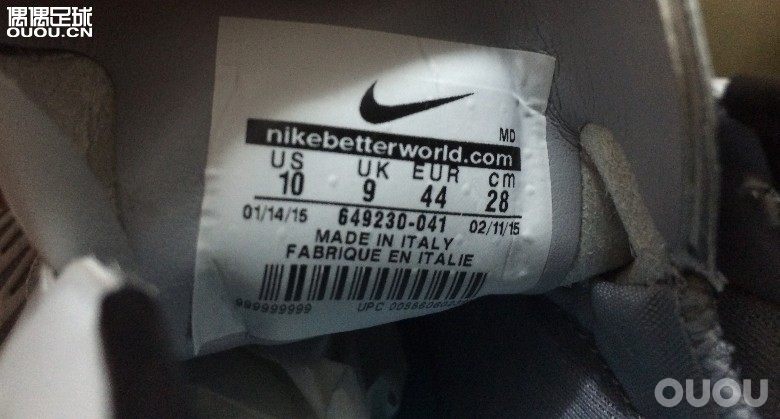 偶偶足球
OUOU.CN
MD
nikebetterworld.com
US UK EUR cm
10 9 44 28
01/14/15 649230-041 02/11/15
MADE IN ITALY
FABRIQUE EN ITALIE
999999999 UPC
OUOU